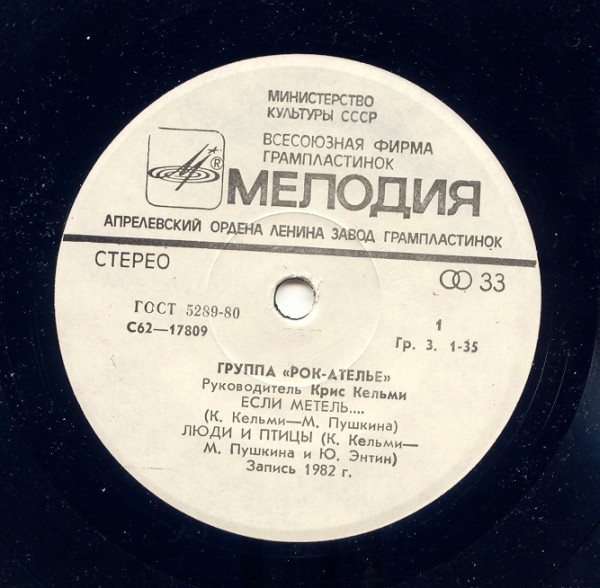 МИНИСТЕРСТВО
КУЛЬТУРЫ СССР
ВСЕСОЮЗНАЯ ФИРМА
ГРАМПЛАСТИНОК
® МЕЛОДИЯ
АПРЕЛЕВСКИЙ ОРДЕНА ЛЕНИНА ЗАВОД ГРАМПЛАСТИНОК
СТЕРЕО
33
ГОСТ 5289-80
С62—17809
1
Гр. 3. 1-35
ГРУППА «РОК-АТЕЛЬЕ»
Руководитель Крис Кельми
ЕСЛИ МЕТЕЛЬ....
(К. Кельми—М. Пушкина)
ЛЮДИ И ПТИЦЫ (К. Кельми—
М. Пушкина и Ю. Энтин)
Запись 1982 г.